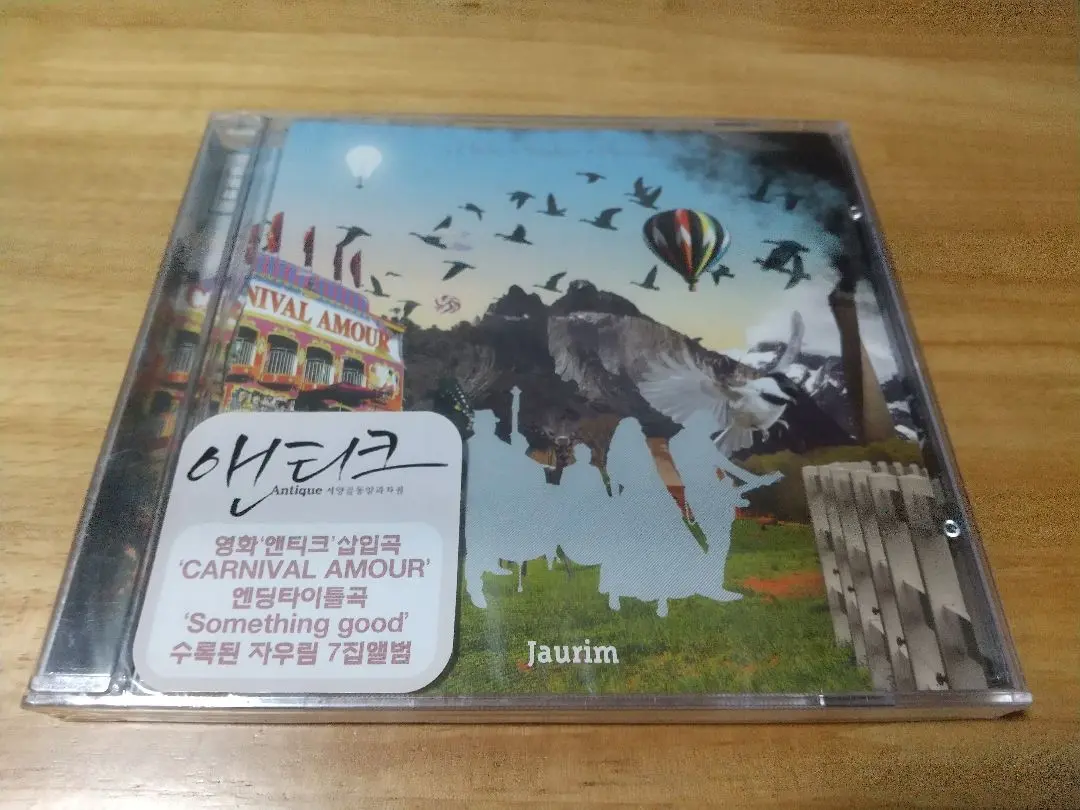 CARNIVAL AMOUR
앤티크
Antique 서양골동양과자점
영화'앤티크'삽입곡
'CARNIVAL AMOUR'
엔딩타이틀곡
'Something good'
수록된 자우림 7집앨범
Jaurim